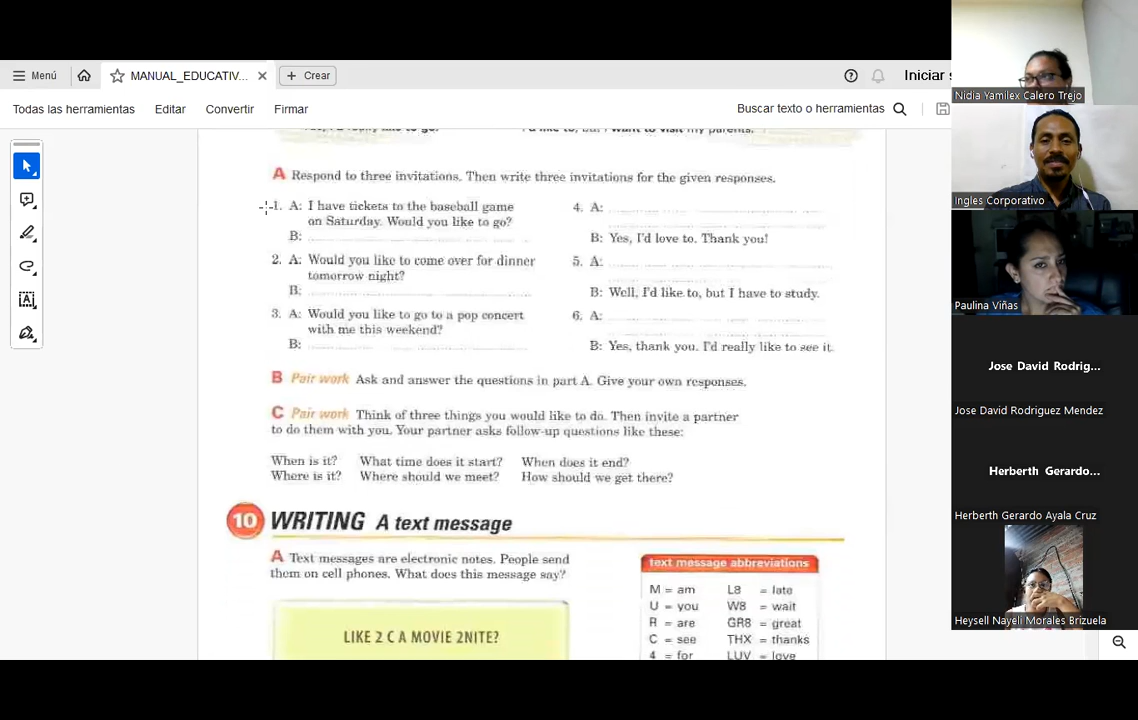 Menú
MANUAL_EDUCATIV...
Crear
Iniciar s
Todas las herramientas
Editar
Convertir
Firmar
Buscar texto o herramientas
I'd like to, but I want to visit my parents.
A Respond to three invitations. Then write three invitations for the given responses.
1. A: I have tickets to the baseball game
on Saturday. Would you like to go?
B:
2. A: Would you like to come over for dinner
tomorrow night?
B:
3. A: Would you like to go to a pop concert
with me this weekend?
B:
4. A:
B: Yes, I'd love to. Thank you!
5. A:
B: Well, I'd like to, but I have to study.
6. A:
B: Yes, thank you. I'd really like to see it.
B Pair work Ask and answer the questions in part A. Give your own responses.
C Pair work Think of three things you would like to do. Then invite a partner
to do them with you. Your partner asks follow-up questions like these:
When is it? What time does it start? When does it end?
Where is it? Where should we meet? How should we get there?
10 WRITING A text message
A Text messages are electronic notes. People send
them on cell phones. What does this message say?
LIKE 2 C A MOVIE 2NITE?
text message abbreviations
M = am L8 = late
U = you W8 = wait
R = are GR8 = great
C = see THX = thanks
4 = for LUV = love
Nidia Yamilex Calero Trejo
Ingles Corporativo
Paulina Viñas
Jose David Rodrig...
Jose David Rodriguez Mendez
Herberth Gerardo...
Herberth Gerardo Ayala Cruz
Heysell Nayeli Morales Brizuela